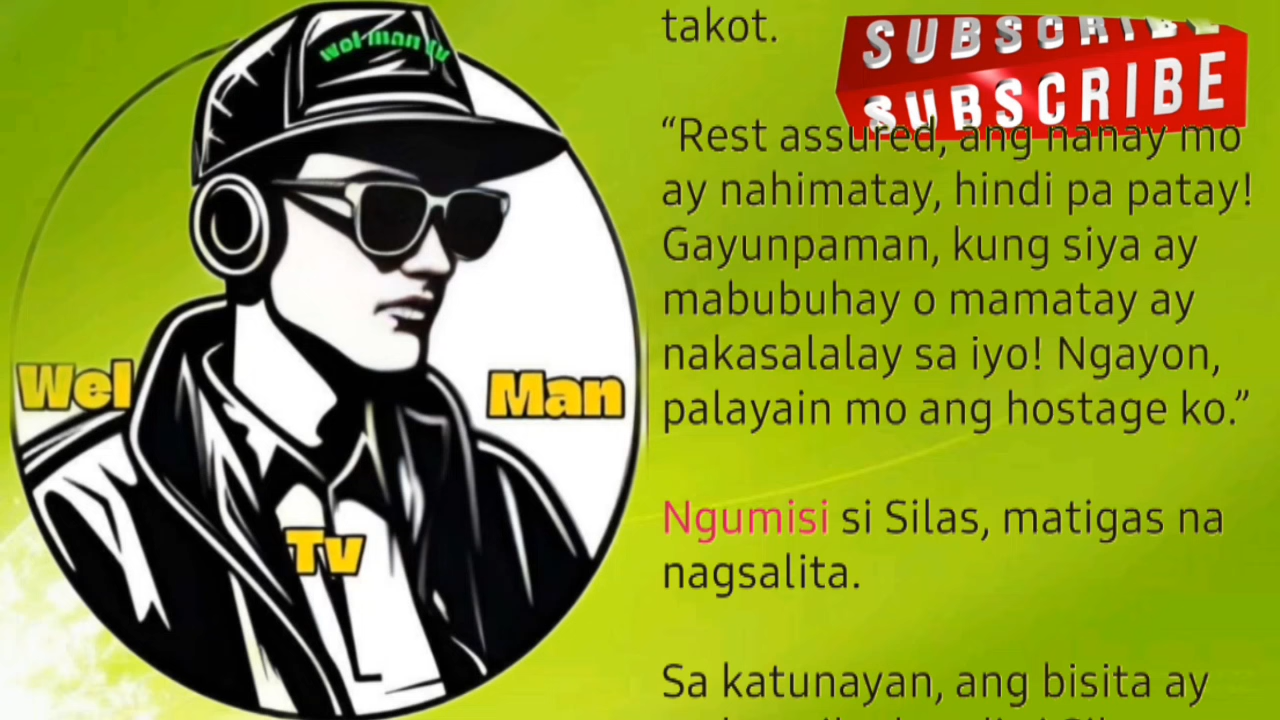 wel man tv
Wel
Man
Tv
SUBSCRIBE
SUBSCRIBE
takot.
“Rest assured, ang nanay mo
ay nahimatay, hindi pa patay!
Gayunpaman, kung siya ay
mabubuhay o mamatay ay
nakasalalay sa iyo! Ngayon,
palayain mo ang hostage ko.”
Ngumisi si Silas, matigas na
nagsalita.
Sa katunayan, ang bisita ay